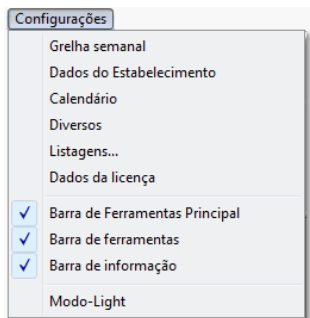 Configurações
Grelha semanal
Dados do Estabelecimento
Calendário
Diversos
Listagens...
Dados da licença
Barra de Ferramentas Principal
Barra de ferramentas
Barra de informação
Modo-Light